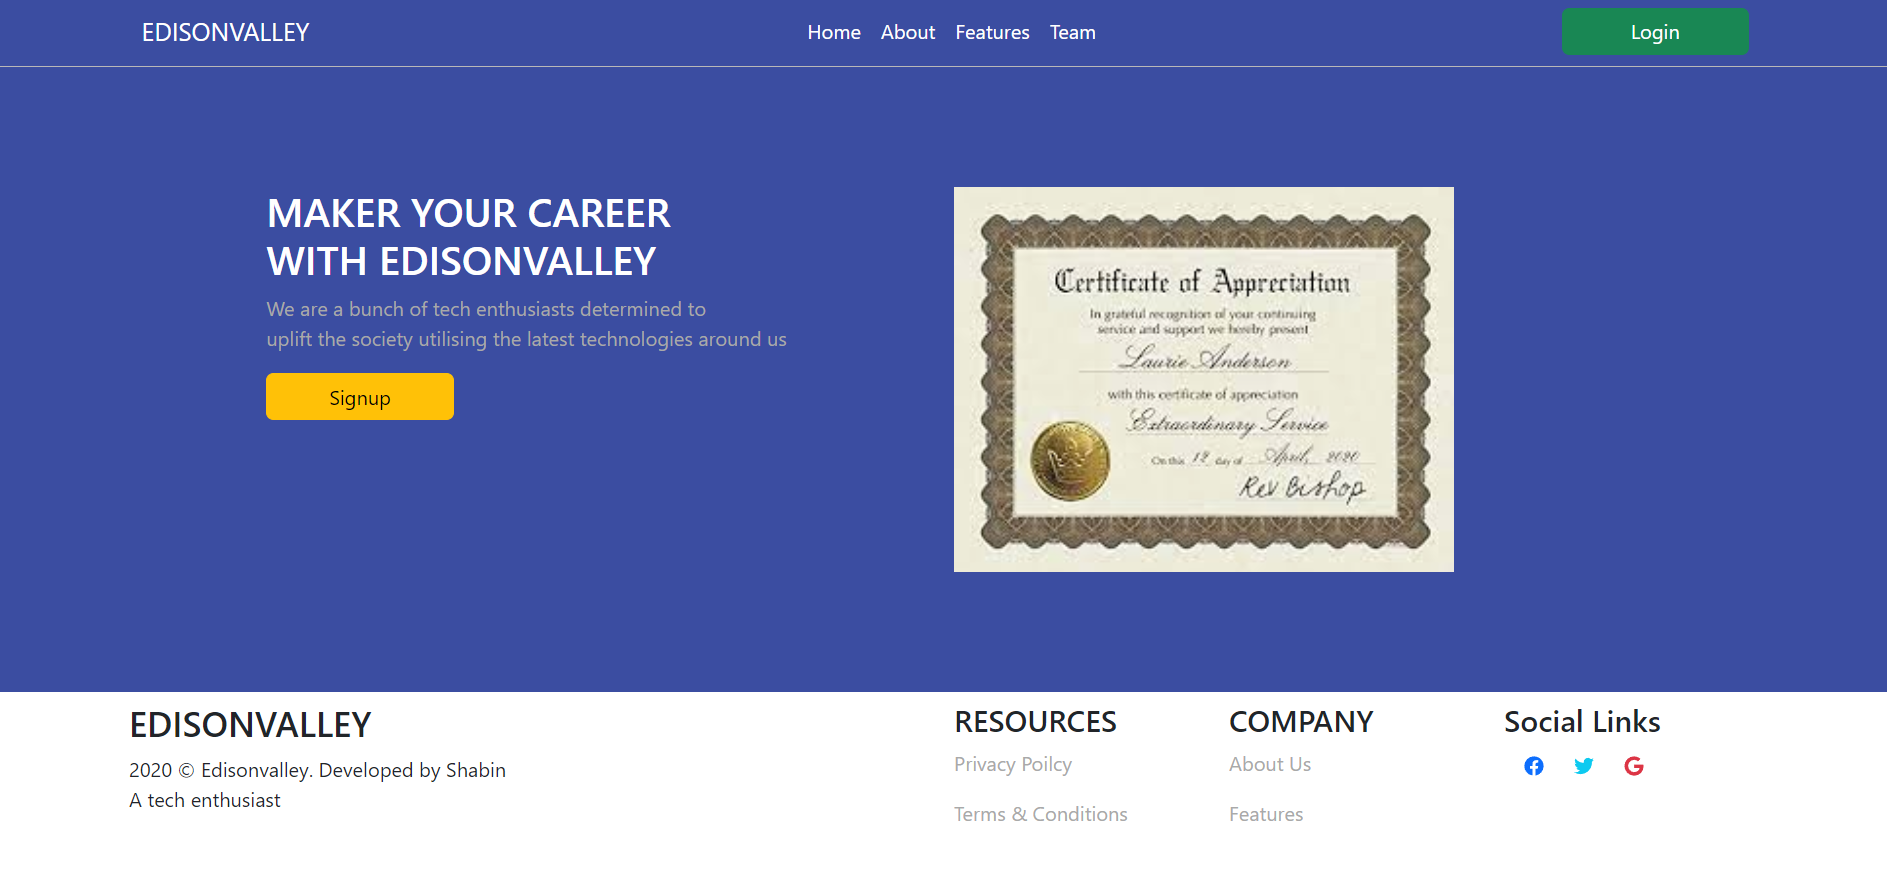 EDISONVALLEY
Home About Features Team
Login
MAKER YOUR CAREER
WITH EDISONVALLEY
We are a bunch of tech enthusiasts determined to
uplift the society utilising the latest technologies around us
Signup
Certificate of Appreciation
In grateful recognition of your continuing
service and support we hereby present
Laurie Anderson
with this certificate of appreciation
Extraordinary Service
On this 12 day of April, 2020
Rev Bishop
EDISONVALLEY
2020 © Edisonvalley. Developed by Shabin
A tech enthusiast
RESOURCES
Privacy Poilcy
Terms & Conditions
COMPANY
About Us
Features
Social Links